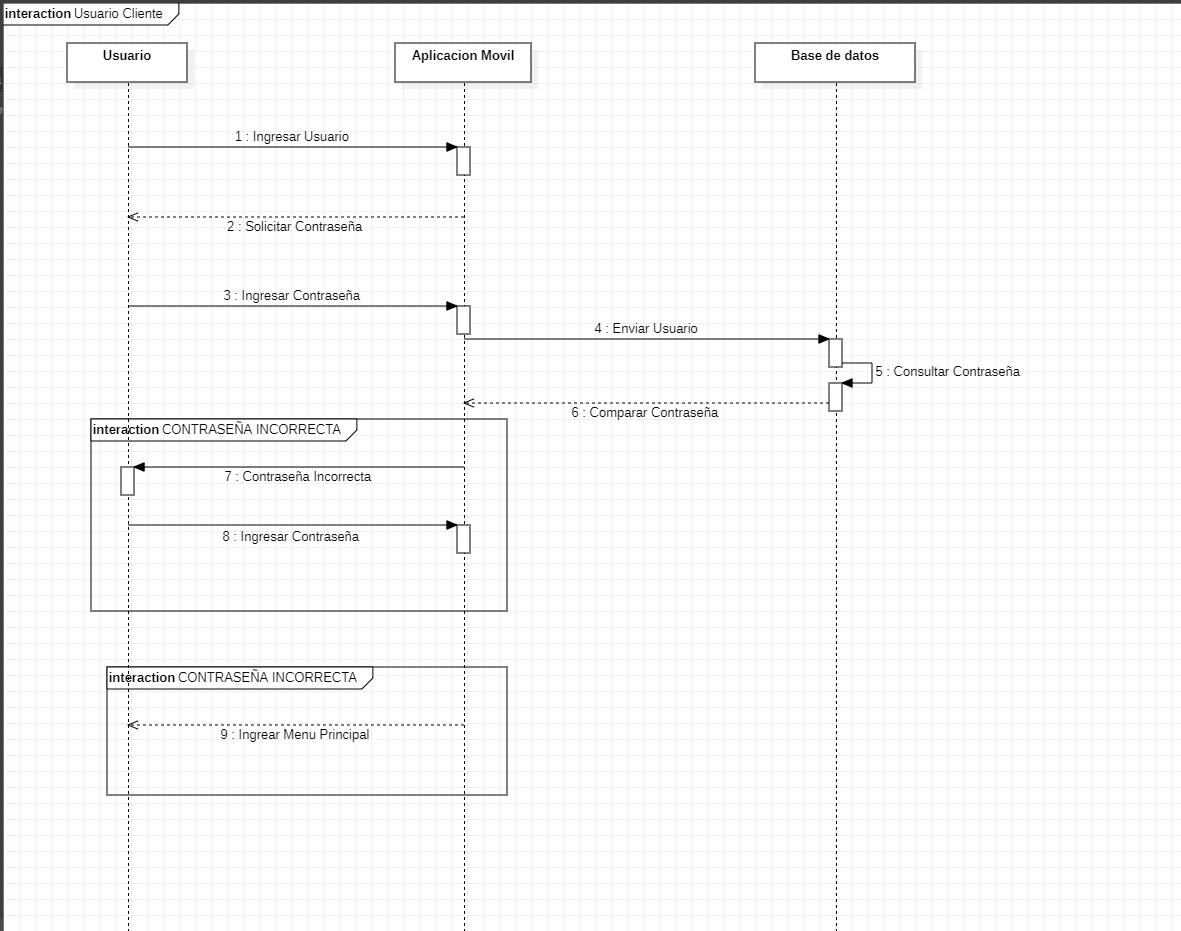 interaction Usuario Cliente
Usuario
Aplicacion Movil
Base de datos
1 : Ingresar Usuario
2 : Solicitar Contraseña
3 : Ingresar Contraseña
4 : Enviar Usuario
5 : Consultar Contraseña
6 : Comparar Contraseña
interaction CONTRASEÑA INCORRECTA
7 : Contraseña Incorrecta
8 : Ingresar Contraseña
interaction CONTRASEÑA INCORRECTA
9 : Ingrear Menu Principal